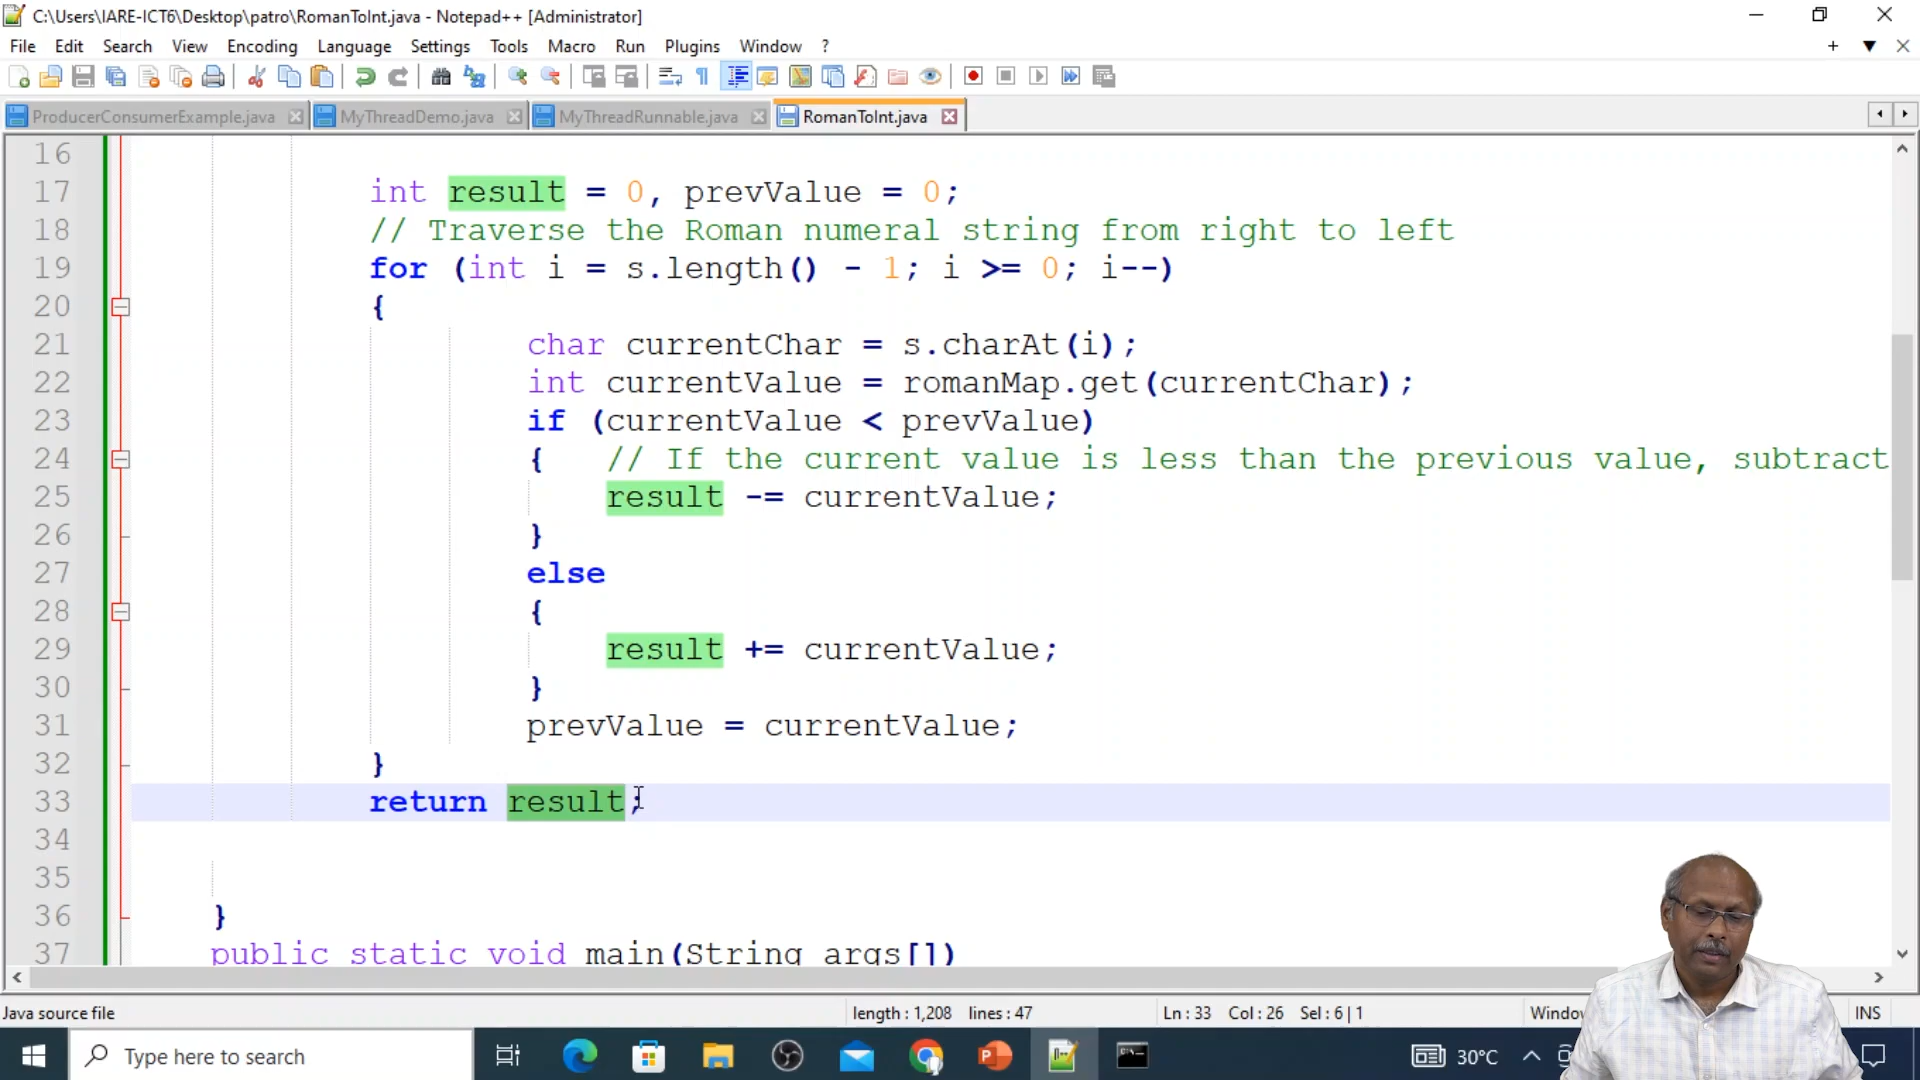 C:\Users\IARE-ICT6\Desktop\patro\RomanToInt.java - Notepad++ [Administrator]
File Edit Search View Encoding Language Settings Tools Macro Run Plugins Window ?
ProducerConsumerExample.java MyThreadDemo.java MyThreadRunnable.java RomanToInt.java
16
17 int result = 0, prevValue = 0;
18 // Traverse the Roman numeral string from right to left
19 for (int i = s.length() - 1; i >= 0; i--)
20 {
21 char currentChar = s.charAt(i);
22 int currentValue = romanMap.get(currentChar);
23 if (currentValue < prevValue)
24 { // If the current value is less than the previous value, subtract
25 result -= currentValue;
26 }
27 else
28 {
29 result += currentValue;
30 }
31 prevValue = currentValue;
32 }
33 return result;
34
35
36 }
37 public static void main(String args[])
Java source file length : 1,208 lines : 47 Ln : 33 Col : 26 Sel : 6 | 1 Windo INS
Type here to search 30°C